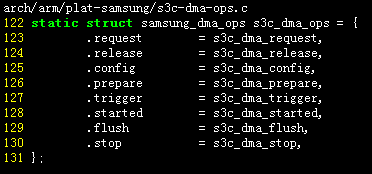 arch/arm/plat-samsung/s3c-dma-ops.c
122 static struct samsung_dma_ops s3c_dma_ops = {
123         .request        = s3c_dma_request,
124         .release        = s3c_dma_release,
125         .config         = s3c_dma_config,
126         .prepare        = s3c_dma_prepare,
127         .trigger        = s3c_dma_trigger,
128         .started        = s3c_dma_started,
129         .flush          = s3c_dma_flush,
130         .stop           = s3c_dma_stop,
131 };